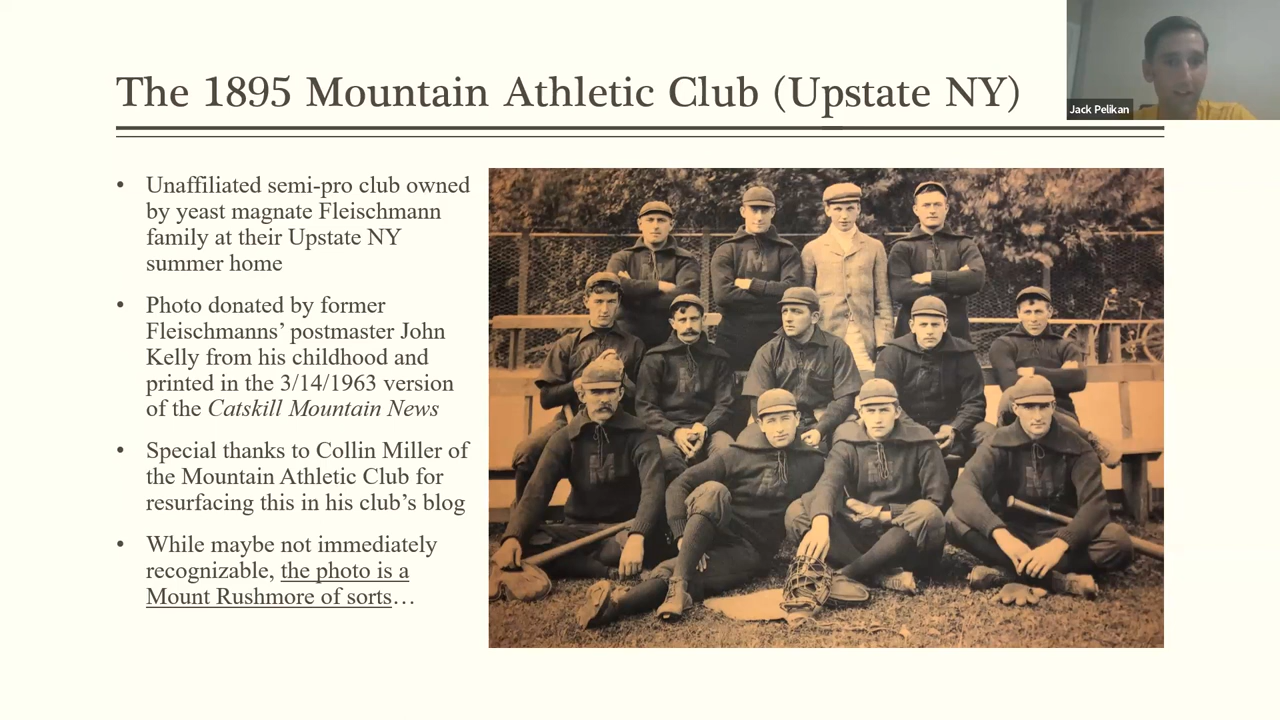 The 1895 Mountain Athletic Club (Upstate NY)
Jack Pelikan
• Unaffiliated semi-pro club owned
by yeast magnate Fleischmann
family at their Upstate NY
summer home
• Photo donated by former
Fleischmanns’ postmaster John
Kelly from his childhood and
printed in the 3/14/1963 version
of the Catskill Mountain News
• Special thanks to Collin Miller of
the Mountain Athletic Club for
resurfacing this in his club’s blog
• While maybe not immediately
recognizable, the photo is a
Mount Rushmore of sorts…